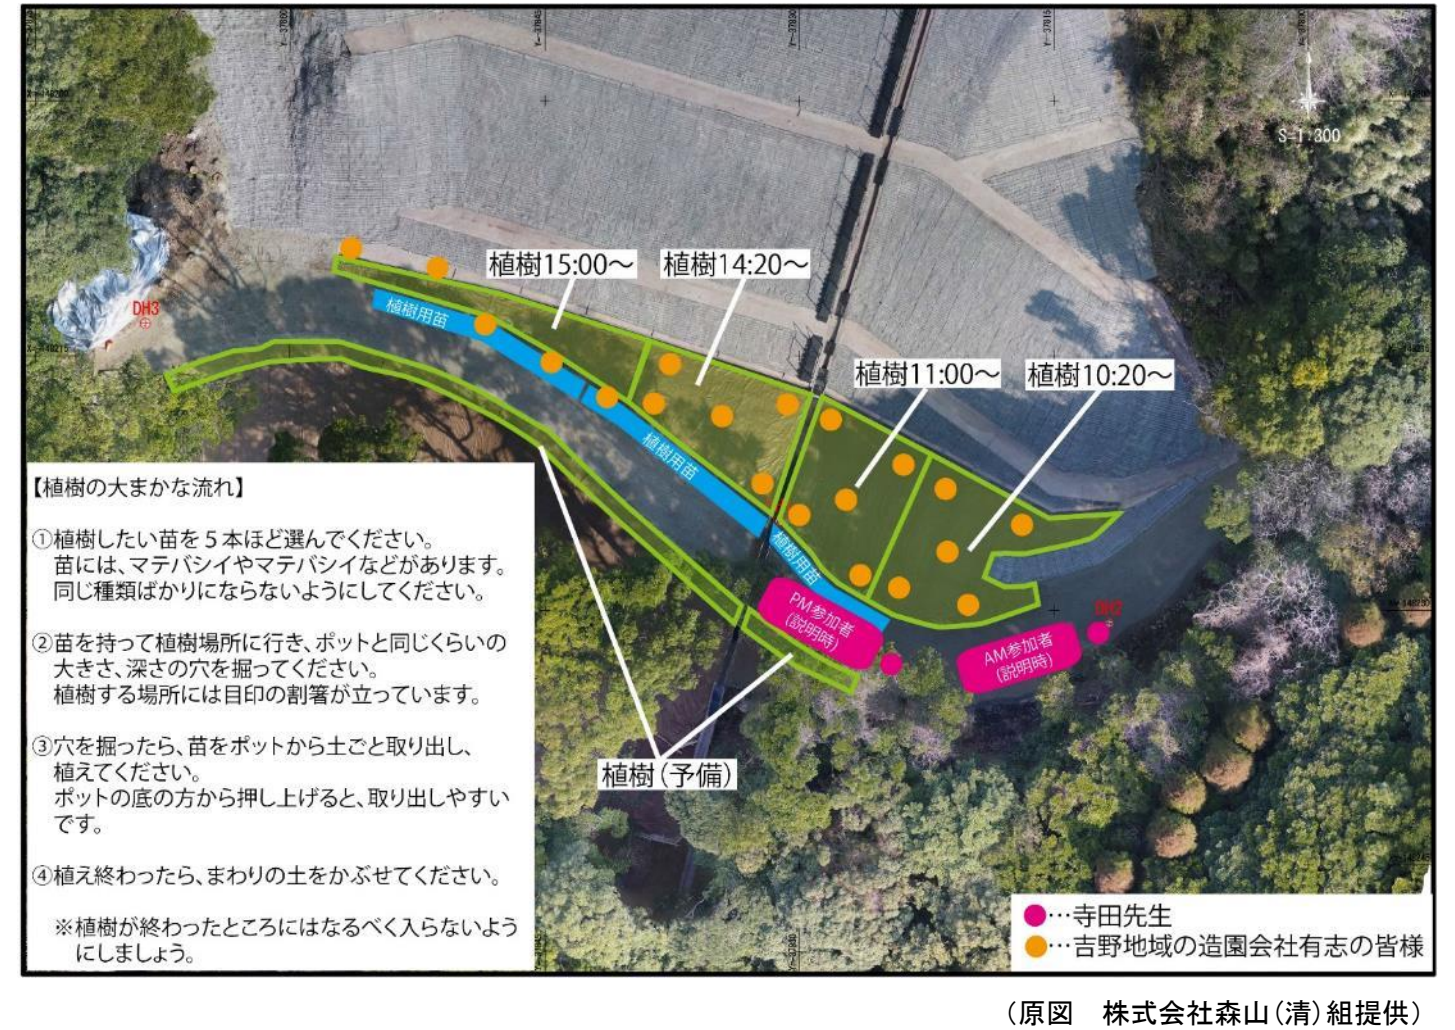 Y=-37845
Y=-37830
Y=-37815
S=1:300
植樹15:00～
植樹14:20～
DH3
植樹用苗
植樹11:00～
植樹10:20～
植樹用苗
【植樹の大まかな流れ】
①植樹したい苗を５本ほど選んでください。
苗には、マテバシイやマテバシイなどがあります。
同じ種類ばかりにならないようにしてください。
植樹用苗
PM参加者
(説明時)
DH2
AM参加者
(説明時)
②苗を持って植樹場所に行き、ポットと同じくらいの
大きさ、深さの穴を掘ってください。
植樹する場所には目印の割箸が立っています。
③穴を掘ったら、苗をポットから土ごと取り出し、
植えてください。
ポットの底の方から押し上げると、取り出しやすい
です。
植樹（予備）
④植え終わったら、まわりの土をかぶせてください。
※植樹が終わったところにはなるべく入らないよう
にしましょう。
●…寺田先生
●…吉野地域の造園会社有志の皆様
（原図　株式会社森山（清）組提供）